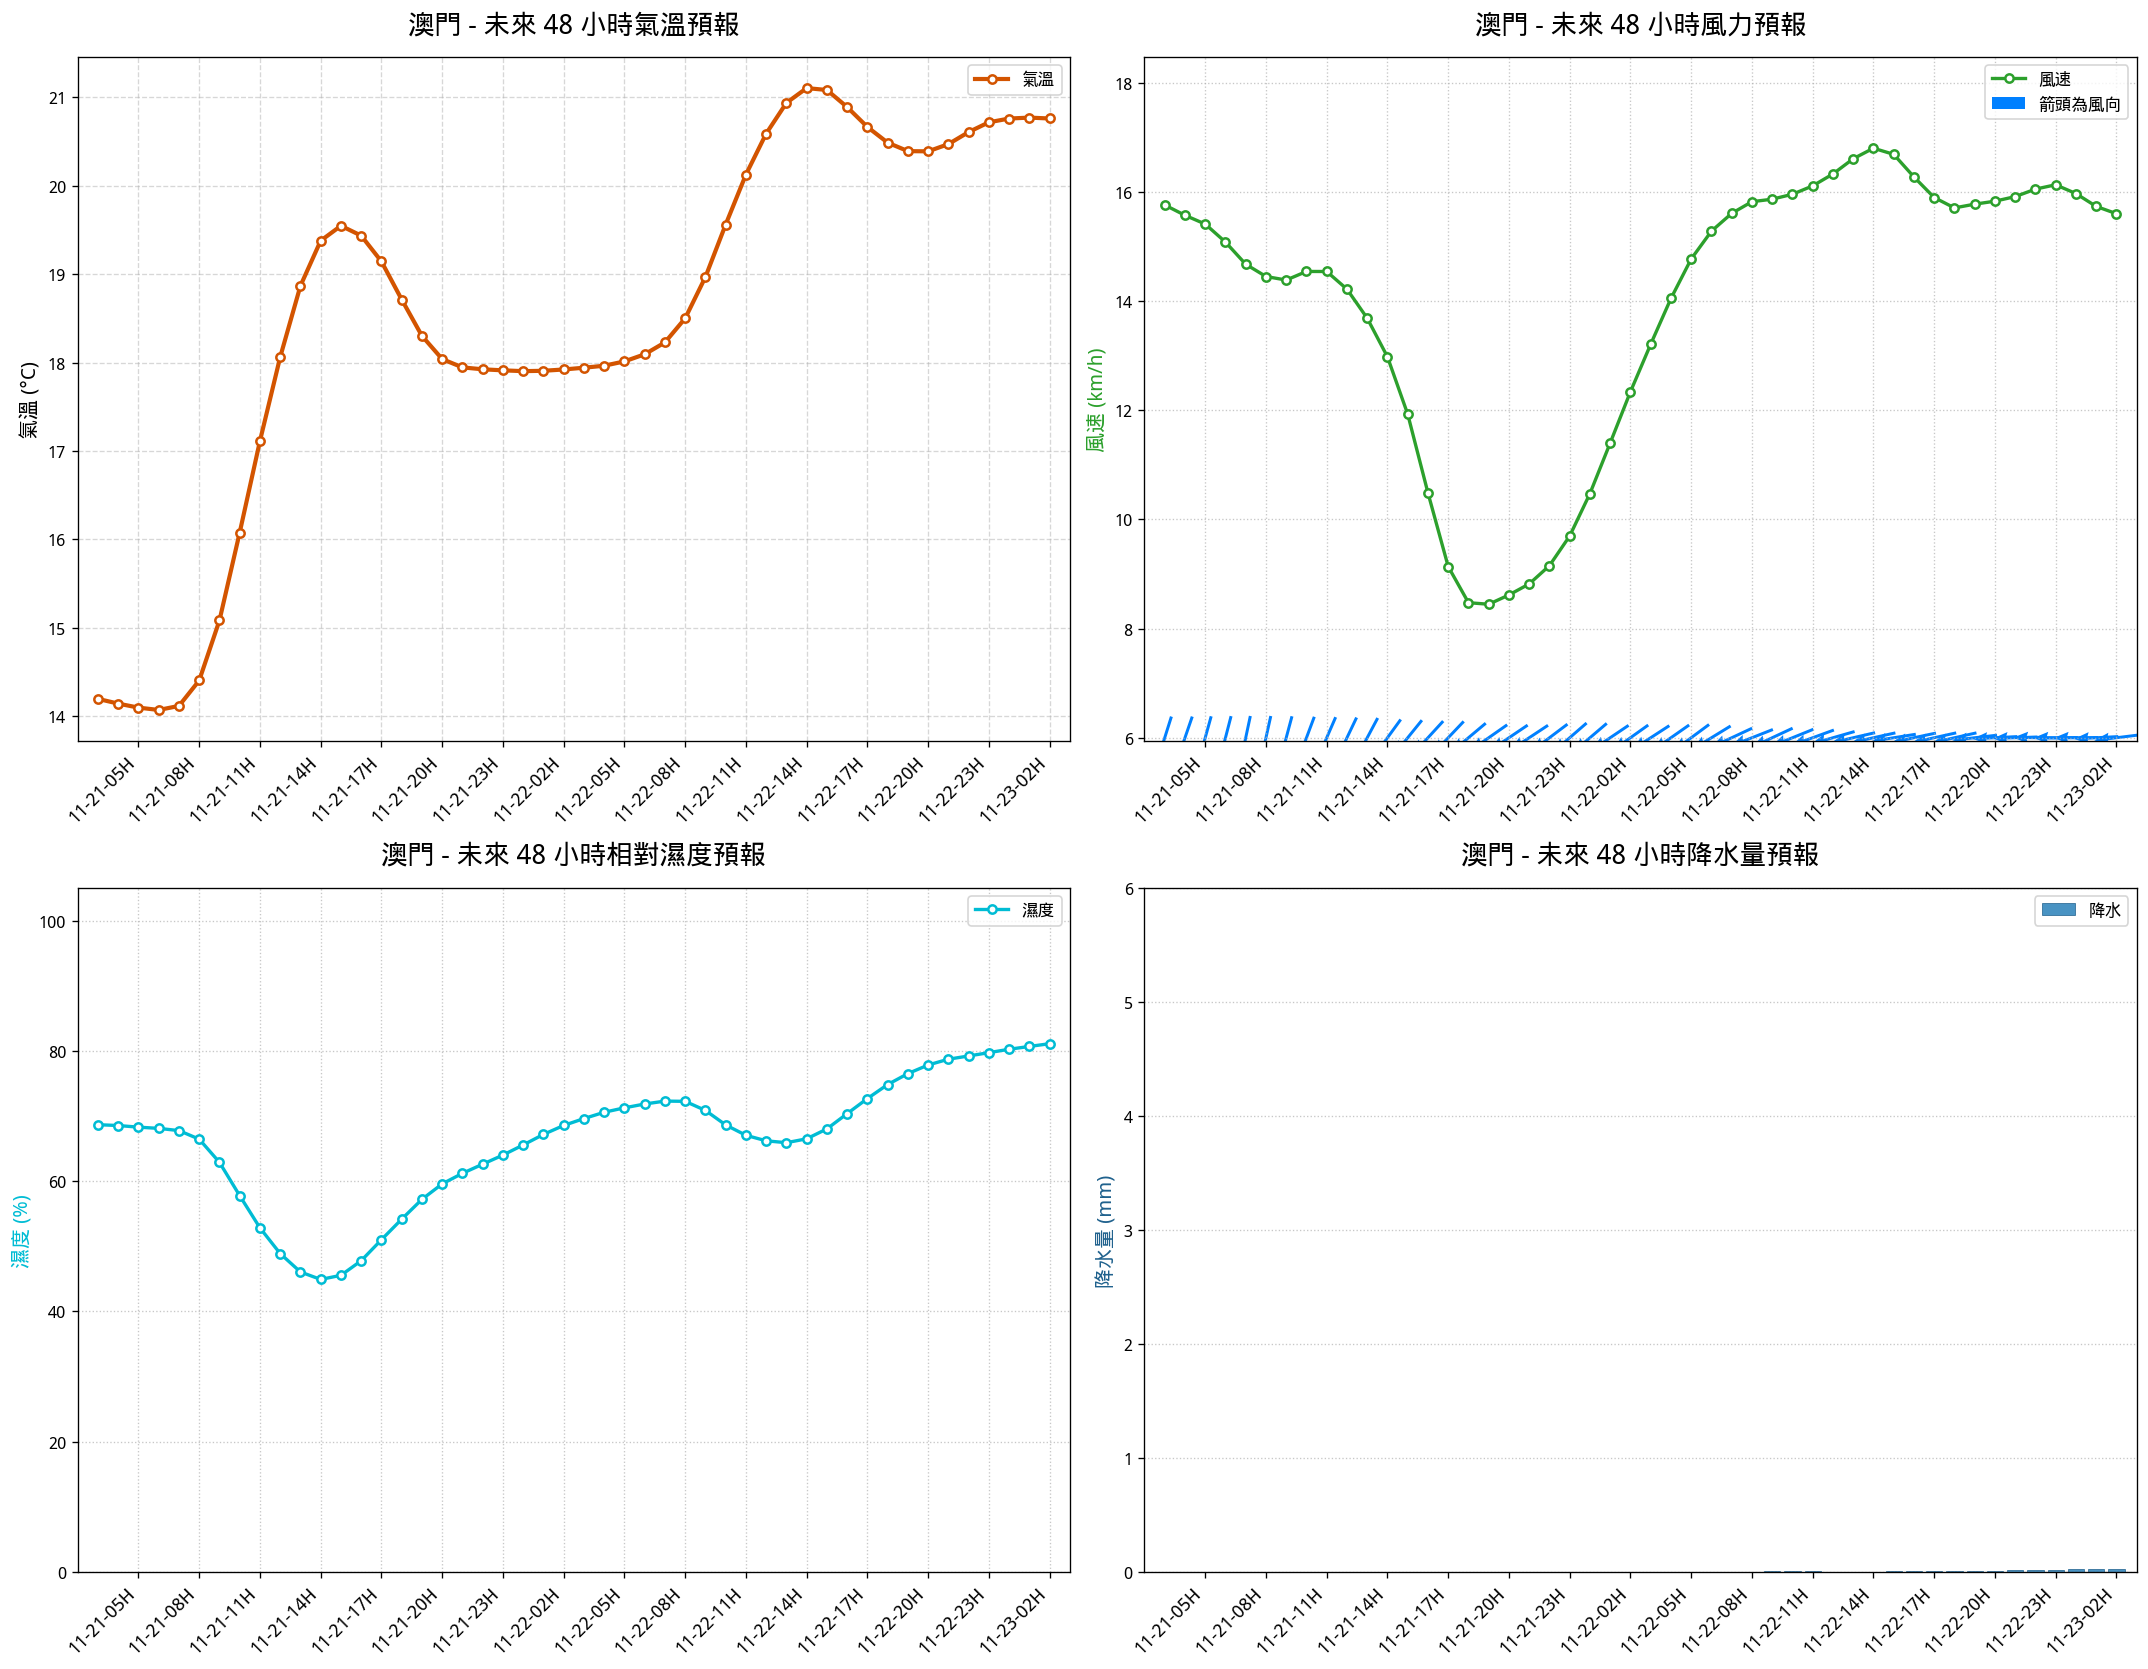 澳門 - 未來 48 小時氣溫預報
氣溫
氣溫 (°C)
21
20
19
18
17
16
15
14
11-21-05H
11-21-08H
11-21-11H
11-21-14H
11-21-17H
11-21-20H
11-21-23H
11-22-02H
11-22-05H
11-22-08H
11-22-11H
11-22-14H
11-22-17H
11-22-20H
11-22-23H
11-23-02H
澳門 - 未來 48 小時風力預報
風速
箭頭為風向
風速 (km/h)
18
16
14
12
10
8
6
11-21-05H
11-21-08H
11-21-11H
11-21-14H
11-21-17H
11-21-20H
11-21-23H
11-22-02H
11-22-05H
11-22-08H
11-22-11H
11-22-14H
11-22-17H
11-22-20H
11-22-23H
11-23-02H
澳門 - 未來 48 小時相對濕度預報
濕度
濕度 (%)
100
80
60
40
20
0
11-21-05H
11-21-08H
11-21-11H
11-21-14H
11-21-17H
11-21-20H
11-21-23H
11-22-02H
11-22-05H
11-22-08H
11-22-11H
11-22-14H
11-22-17H
11-22-20H
11-22-23H
11-23-02H
澳門 - 未來 48 小時降水量預報
降水
降水量 (mm)
6
5
4
3
2
1
0
11-21-05H
11-21-08H
11-21-11H
11-21-14H
11-21-17H
11-21-20H
11-21-23H
11-22-02H
11-22-05H
11-22-08H
11-22-11H
11-22-14H
11-22-17H
11-22-20H
11-22-23H
11-23-02H